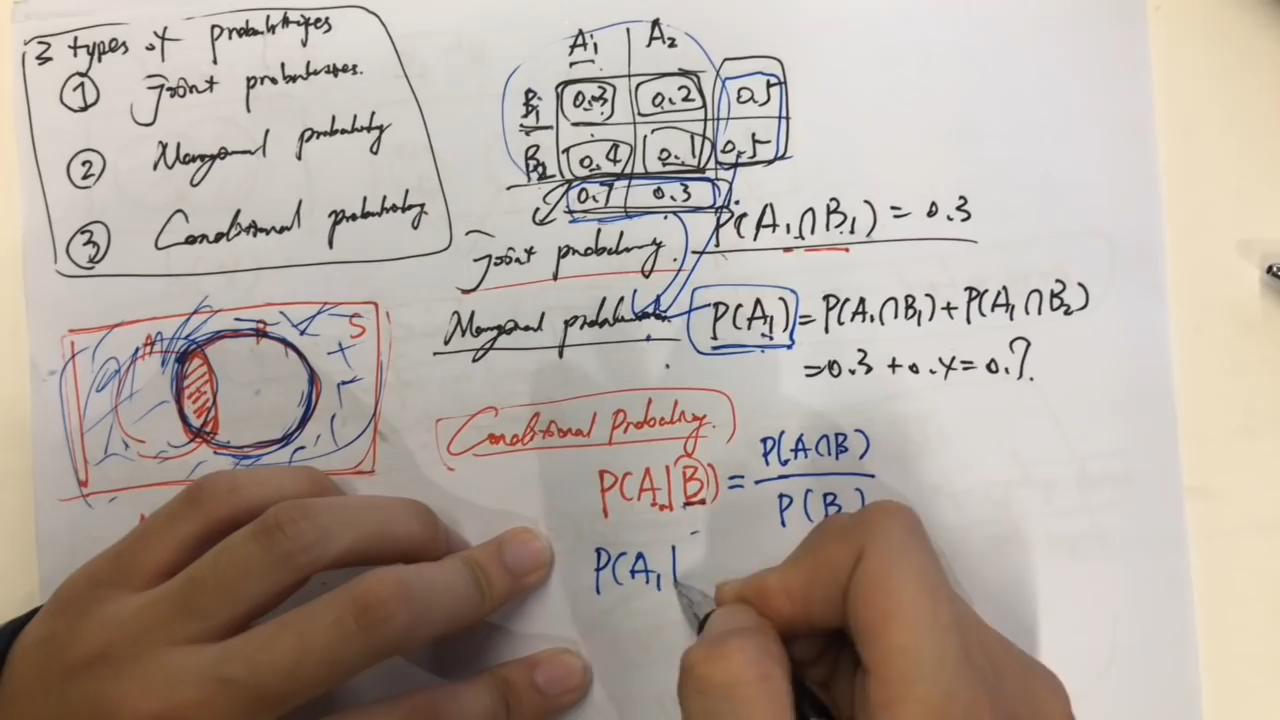 3 types of probabilities
① Joint probabilities.
② Marginal probability
③ Conditional probability.
A1 A2
B1 0.3 0.2 0.5
B2 0.4 0.1 0.5
0.7 0.3
Joint probability. P(A1∩B1) = 0.3
Marginal probabilities. P(A1) = P(A1∩B1) + P(A1∩B2)
= 0.3 + 0.4 = 0.7.
A B S
Conditional Probability.
P(A|B) = P(A∩B)
P(B)
P(A1|